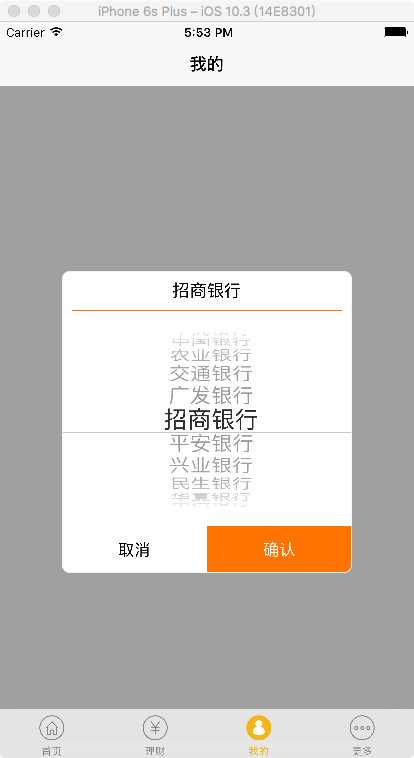 iPhone 6s Plus – iOS 10.3 (14E8301)
Carrier 5:53 PM
我的
招商银行
中国银行
农业银行
交通银行
广发银行
招商银行
平安银行
兴业银行
民生银行
取消 确认
首页 理财 我的 更多